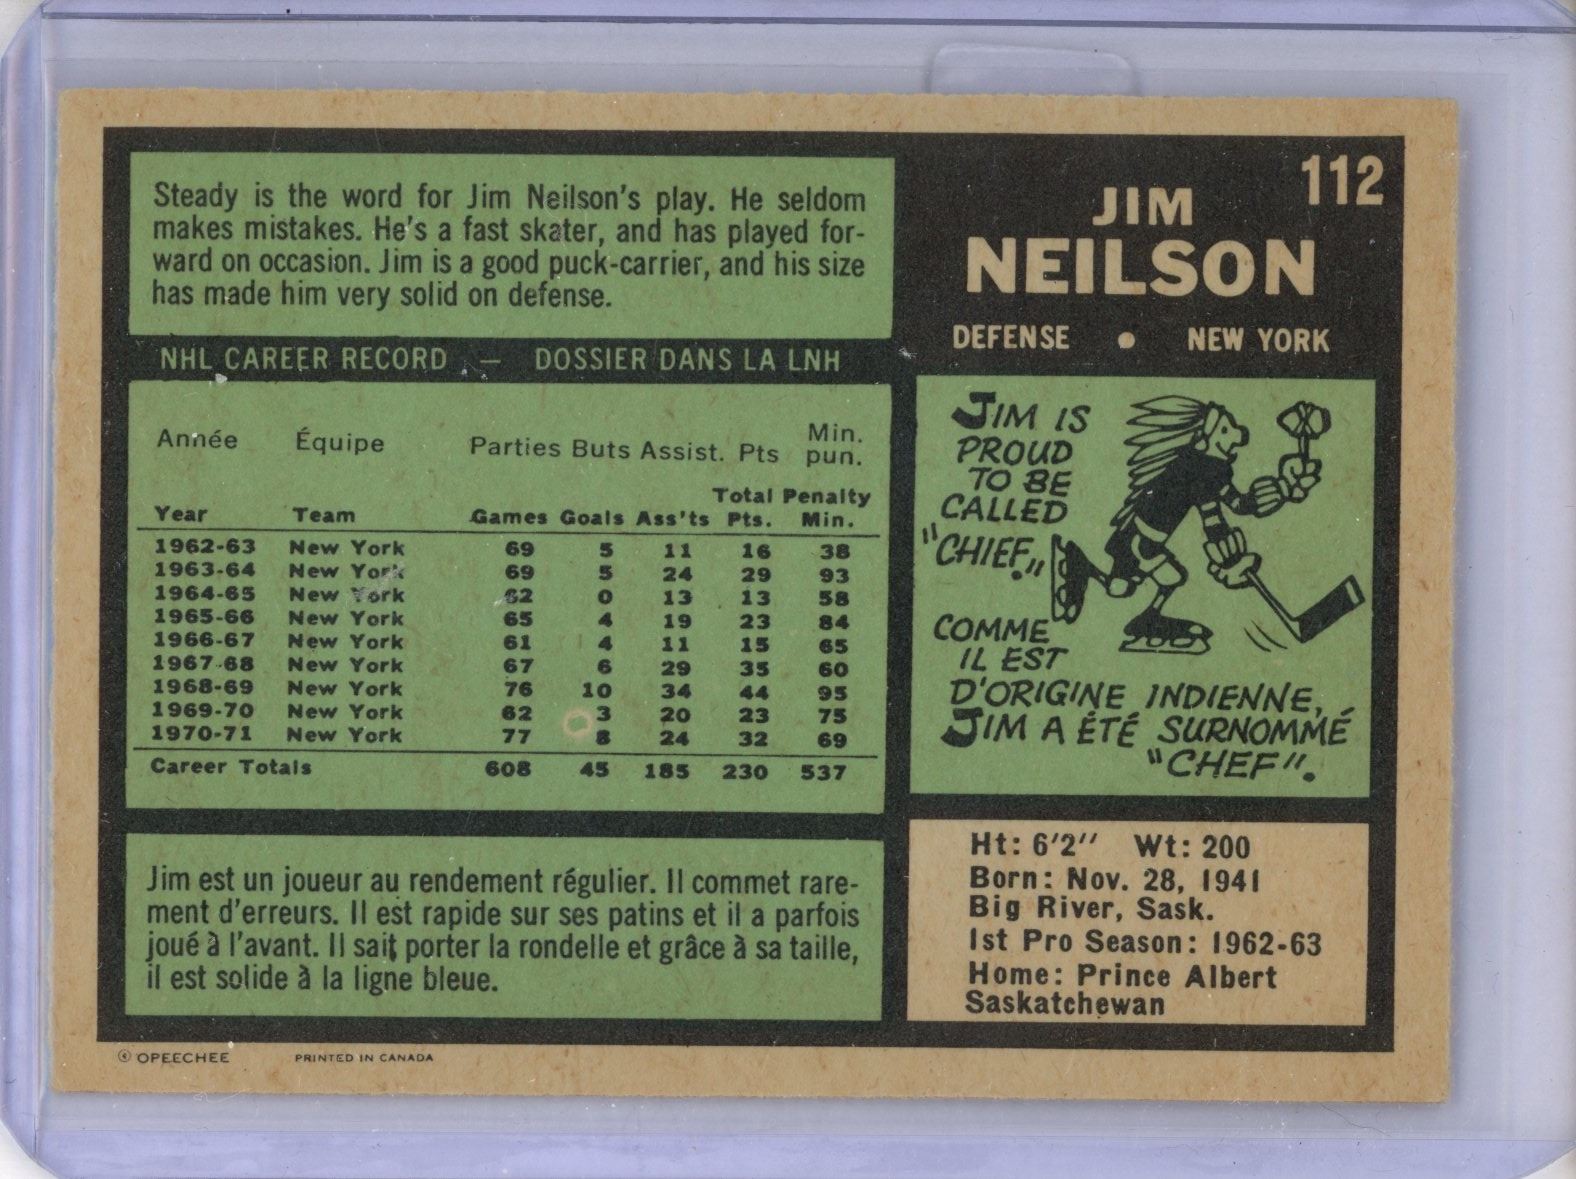 Steady is the word for Jim Neilson's play. He seldom
makes mistakes. He's a fast skater, and has played for-
ward on occasion. Jim is a good puck-carrier, and his size
has made him very solid on defense.
112
JIM
NEILSON
DEFENSE • NEW YORK
NHL CAREER RECORD — DOSSIER DANS LA LNH
Année Équipe Parties Buts Assist. Pts Min. pun.
Year Team Games Goals Ass'ts Total Pts. Penalty Min.
1962-63 New York 69 5 11 16 38
1963-64 New York 69 5 24 29 93
1964-65 New York 62 0 13 13 58
1965-66 New York 65 4 19 23 84
1966-67 New York 61 4 11 15 65
1967-68 New York 67 6 29 35 60
1968-69 New York 76 10 34 44 95
1969-70 New York 62 3 20 23 75
1970-71 New York 77 8 24 32 69
Career Totals 608 45 185 230 537
JIM IS
PROUD
TO BE
CALLED
"CHIEF."
COMME
IL EST
D'ORIGINE INDIENNE,
JIM A ÉTÉ SURNOMMÉ
"CHEF".
Jim est un joueur au rendement régulier. Il commet rare-
ment d'erreurs. Il est rapide sur ses patins et il a parfois
joué à l'avant. Il sait porter la rondelle et grâce à sa taille,
il est solide à la ligne bleue.
Ht: 6'2'' Wt: 200
Born: Nov. 28, 1941
Big River, Sask.
1st Pro Season: 1962-63
Home: Prince Albert
Saskatchewan
© OPEECHEE PRINTED IN CANADA